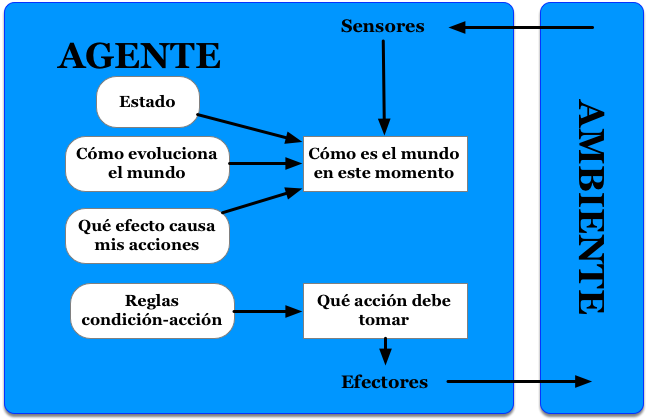 Sensores
AGENTE
Estado
Cómo evoluciona
el mundo
Cómo es el mundo
en este momento
Qué efecto causa
mis acciones
Reglas
condición-acción
Qué acción debe
tomar
Efectores
AMBIENTE